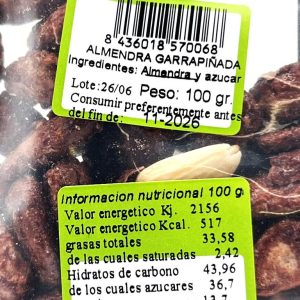 8 436018 570068
ALMENDRA GARRAPIÑADA
Ingredientes: Almendra y azucar
Lote: 26/06 Peso: 100 gr.
Consumir preferentemente antes
del fin de: 11-2026
Informacion nutricional 100 g.
Valor energetico Kj. 2156
Valor energetico Kcal. 517
grasas totales 33,58
de las cuales saturadas 2,42
Hidratos de carbono 43,96
de los cuales azucares 36,7